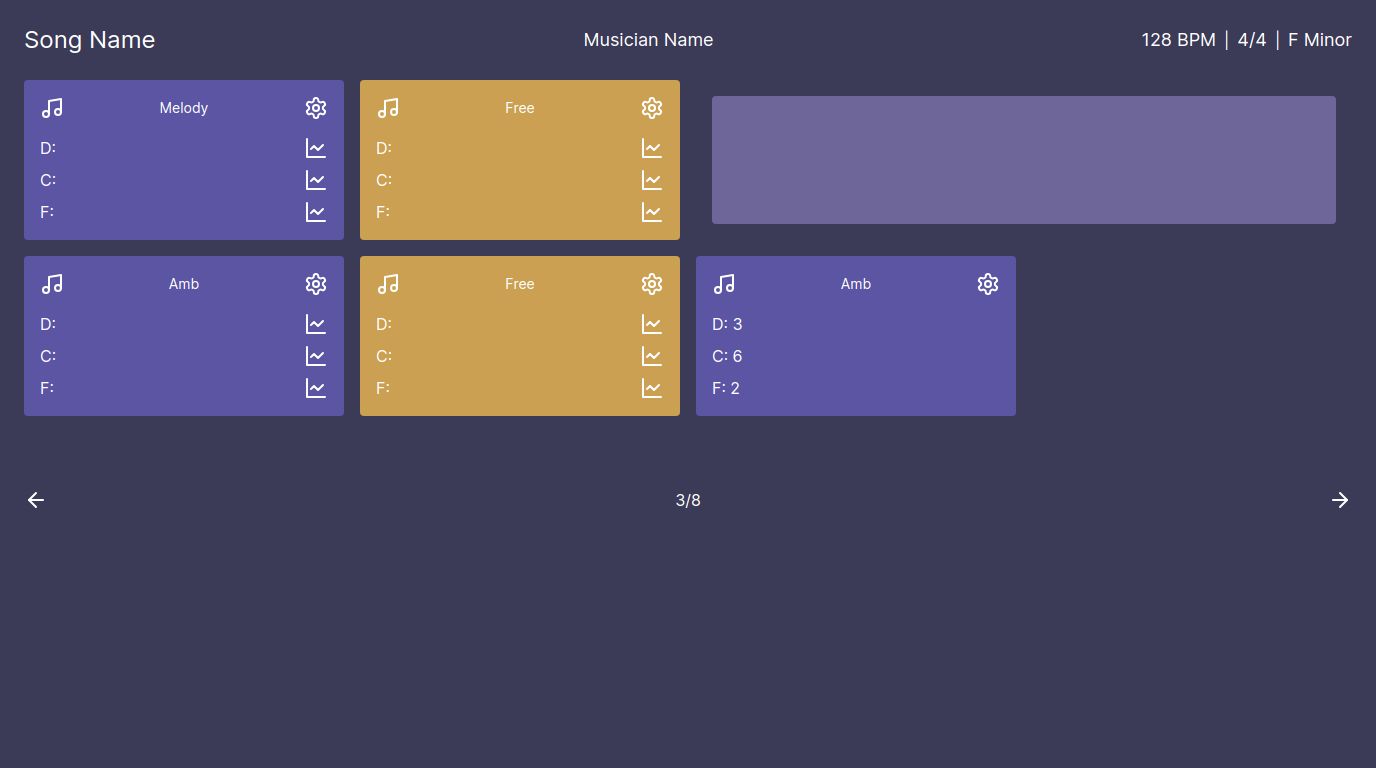 Song Name
Musician Name
128 BPM | 4/4 | F Minor
Melody
D:
C:
F:
Free
D:
C:
F:
Amb
D:
C:
F:
Free
D:
C:
F:
Amb
D: 3
C: 6
F: 2
3/8